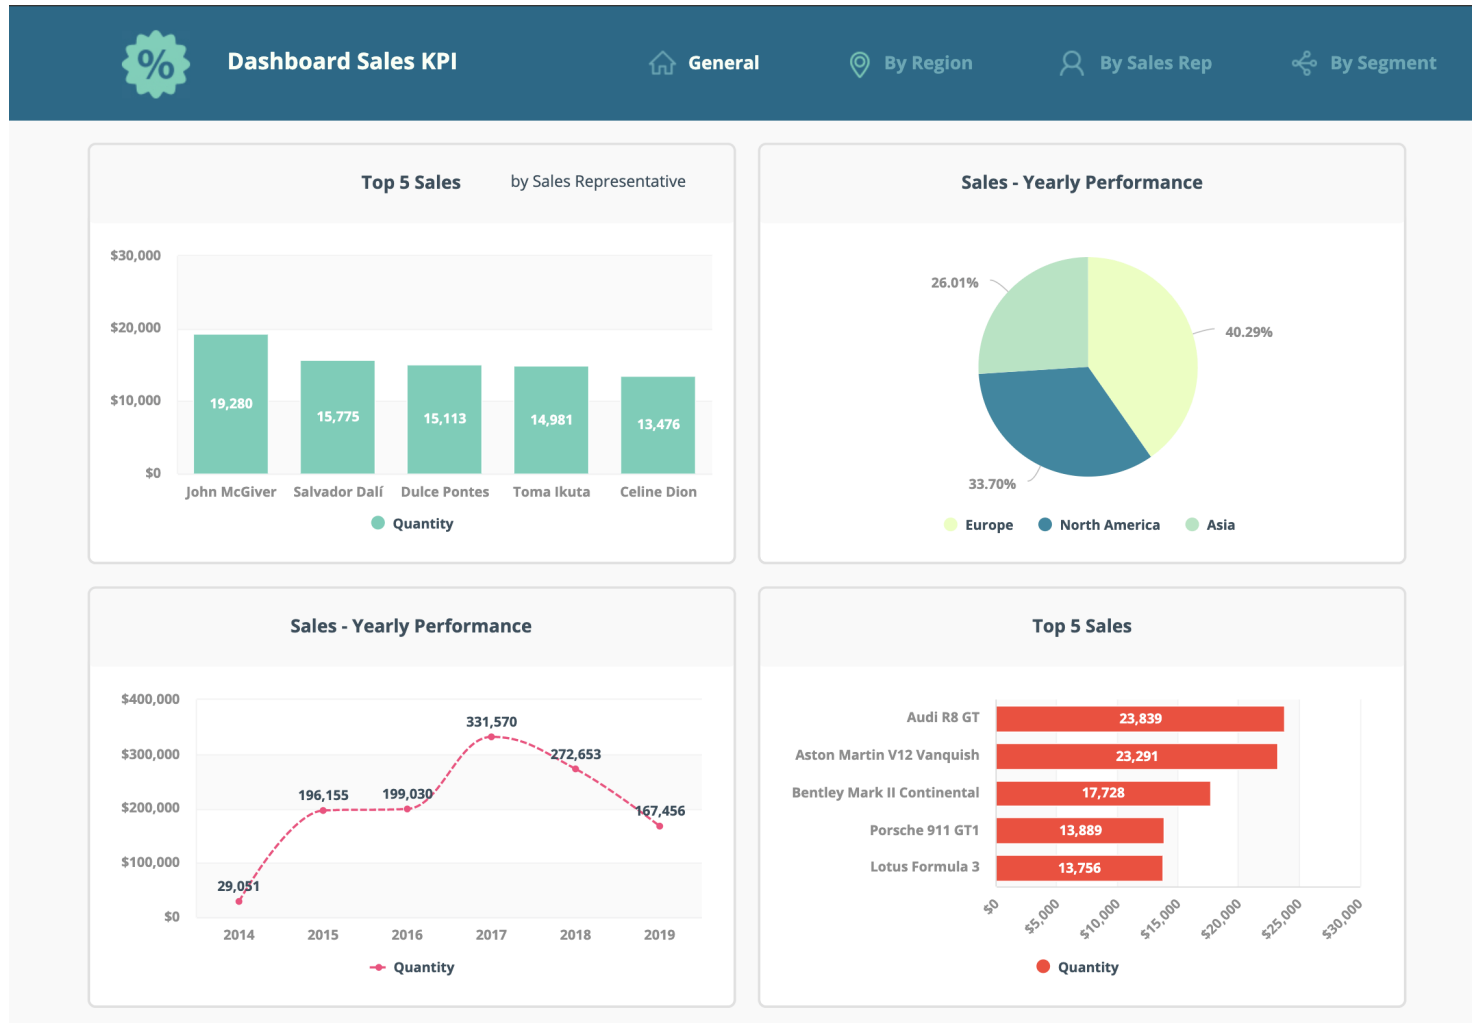 %
Dashboard Sales KPI
General
By Region
By Sales Rep
By Segment
Top 5 Sales
by Sales Representative
$30,000
$20,000
$10,000
$0
19,280
15,775
15,113
14,981
13,476
John McGiver
Salvador Dalí
Dulce Pontes
Toma Ikuta
Celine Dion
Quantity
Sales - Yearly Performance
26.01%
40.29%
33.70%
Europe
North America
Asia
Sales - Yearly Performance
$400,000
$300,000
$200,000
$100,000
$0
29,051
196,155
199,030
331,570
272,653
167,456
2014
2015
2016
2017
2018
2019
Quantity
Top 5 Sales
Audi R8 GT
23,839
Aston Martin V12 Vanquish
23,291
Bentley Mark II Continental
17,728
Porsche 911 GT1
13,889
Lotus Formula 3
13,756
$0
$5,000
$10,000
$15,000
$20,000
$25,000
$30,000
Quantity